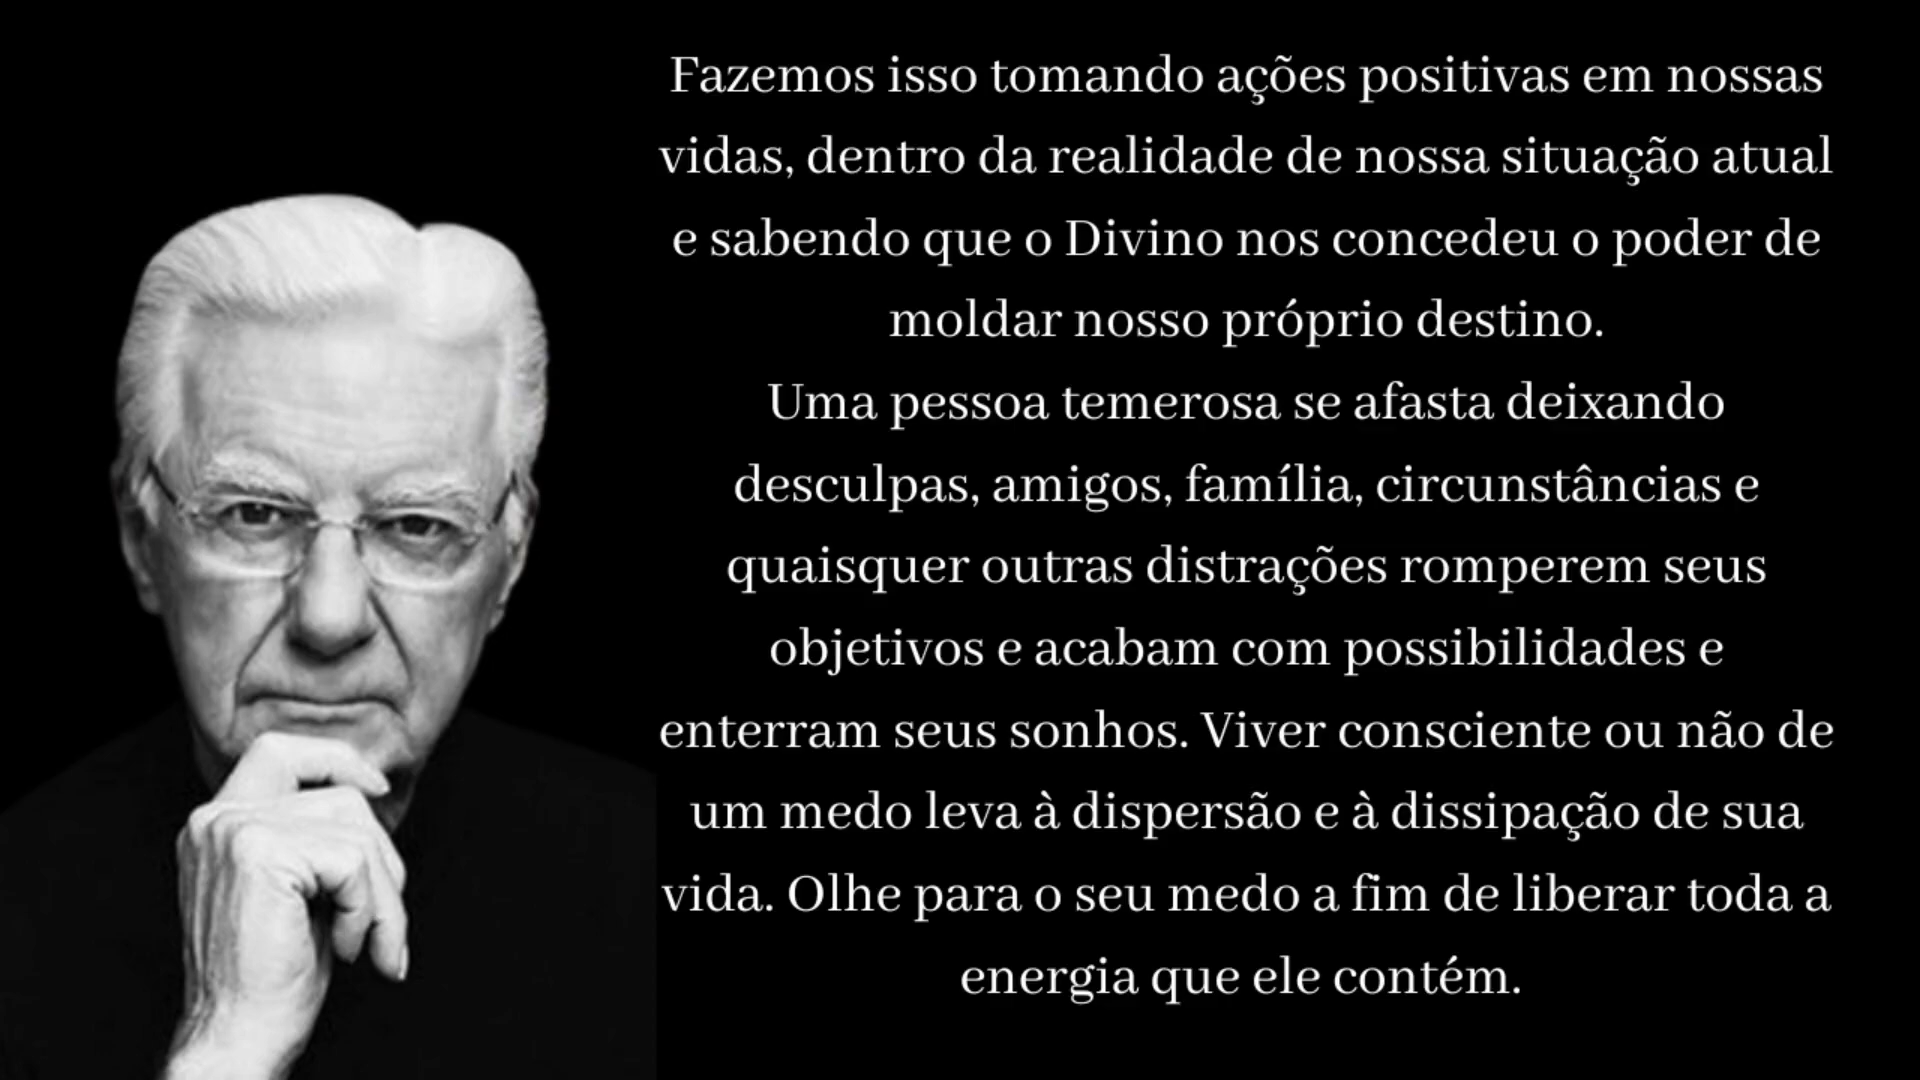 Fazemos isso tomando ações positivas em nossas
vidas, dentro da realidade de nossa situação atual
e sabendo que o Divino nos concedeu o poder de
moldar nosso próprio destino.
Uma pessoa temerosa se afasta deixando
desculpas, amigos, família, circunstâncias e
quaisquer outras distrações romperem seus
objetivos e acabam com possibilidades e
enterram seus sonhos. Viver consciente ou não de
um medo leva à dispersão e à dissipação de sua
vida. Olhe para o seu medo a fim de liberar toda a
energia que ele contém.